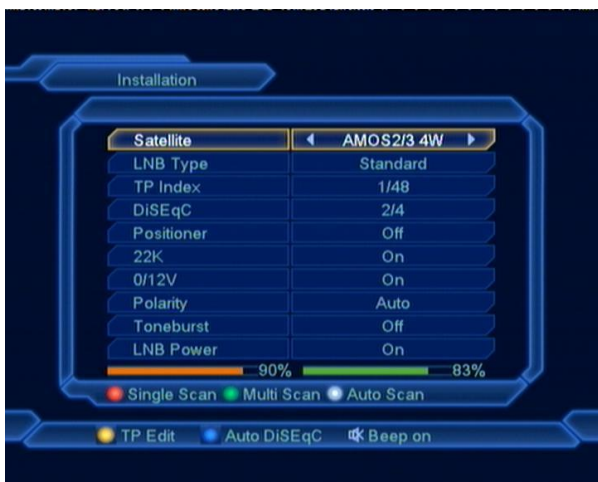 Installation
Satellite AMOS2/3 4W
LNB Type Standard
TP Index 1/48
DiSEqC 2/4
Positioner Off
22K On
0/12V On
Polarity Auto
Toneburst Off
LNB Power On
90% 83%
Single Scan Multi Scan Auto Scan
TP Edit Auto DiSEqC Beep on